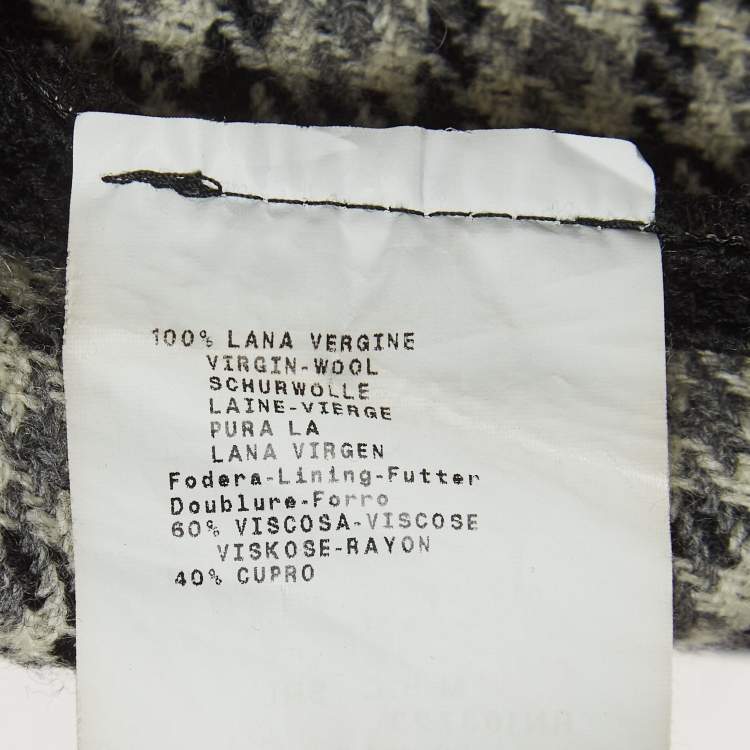 100% LANA VERGINE
VIRGIN-WOOL
SCHURWOLLE
LAINE-VIERGE
PURA LA
LANA VIRGEN
Fodera-Lining-Futter
Doublure-Forro
60% VISCOSA-VISCOSE
VISKOSE-RAYON
40% CUPRO